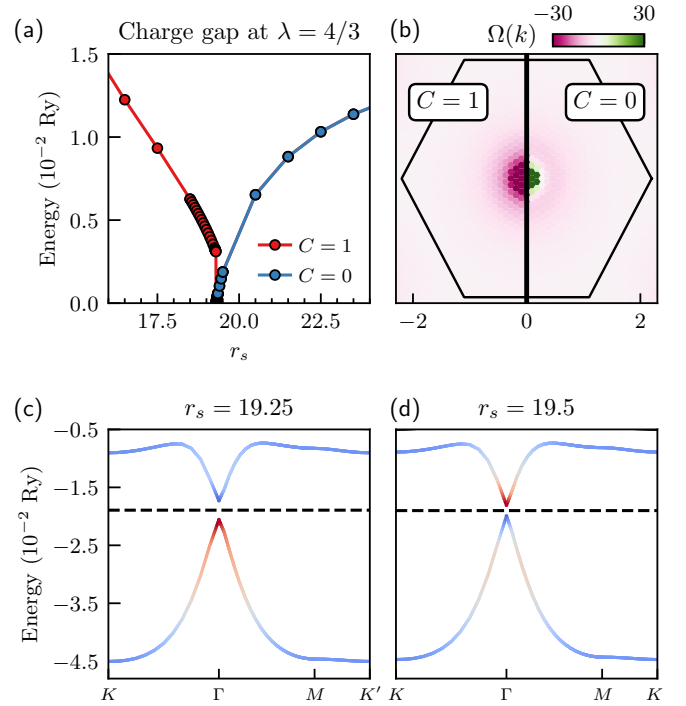 (a) Charge gap at λ = 4/3
Energy (10⁻² Ry)
1.5
1.0
0.5
0.0
17.5 20.0 22.5
r_s
C = 1
C = 0
(b) Ω(k) −30 30
C = 1 C = 0
−2 0 2
(c) r_s = 19.25
Energy (10⁻² Ry)
−0.5
−1.5
−2.5
−3.5
−4.5
K Γ M K′
(d) r_s = 19.5
K Γ M K